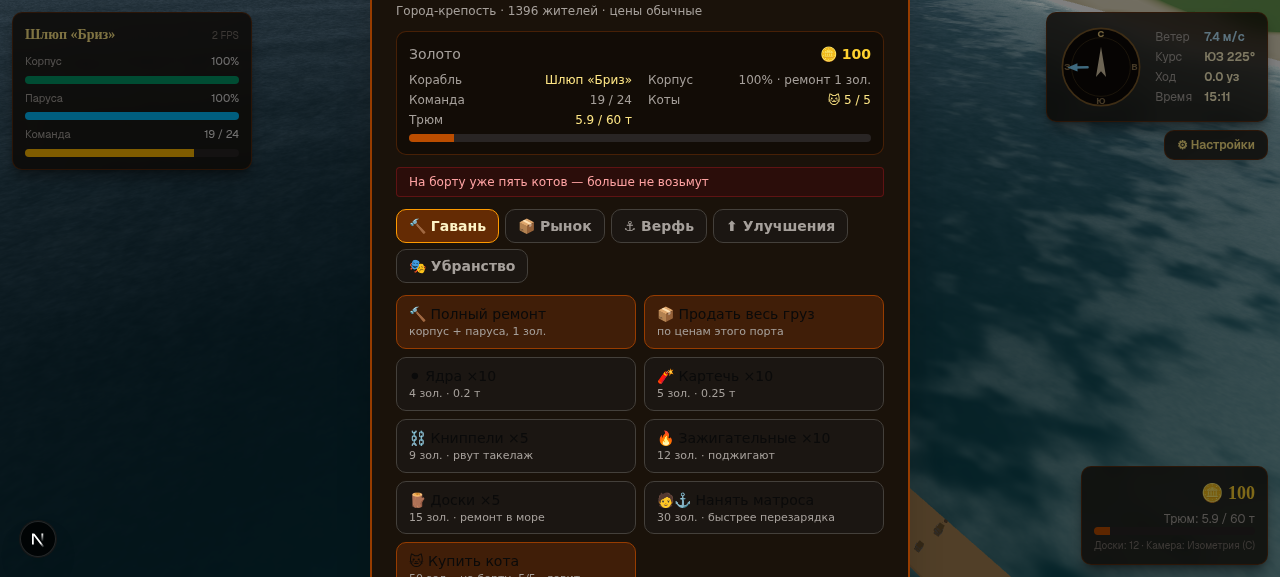 Шлюп «Бриз»
2 FPS
Корпус 100%
Паруса 100%
Команда 19 / 24
Город-крепость · 1396 жителей · цены обычные
Золото 100
Корабль Шлюп «Бриз» Корпус 100% · ремонт 1 зол.
Команда 19 / 24 Коты 5 / 5
Трюм 5.9 / 60 т
На борту уже пять котов — больше не возьмут
Гавань Рынок Верфь Улучшения
Убранство
Полный ремонт
корпус + паруса, 1 зол.
Продать весь груз
по ценам этого порта
Ядра ×10
4 зол. · 0.2 т
Картечь ×10
5 зол. · 0.25 т
Книппели ×5
9 зол. · рвут такелаж
Зажигательные ×10
12 зол. · поджигают
Доски ×5
15 зол. · ремонт в море
Нанять матроса
30 зол. · быстрее перезарядка
Купить кота
С
З В
Ю
Ветер 7.4 м/с
Курс ЮЗ 225°
Ход 0.0 уз
Время 15:11
Настройки
100
Трюм: 5.9 / 60 т
Доски: 12 · Камера: Изометрия (C)
N